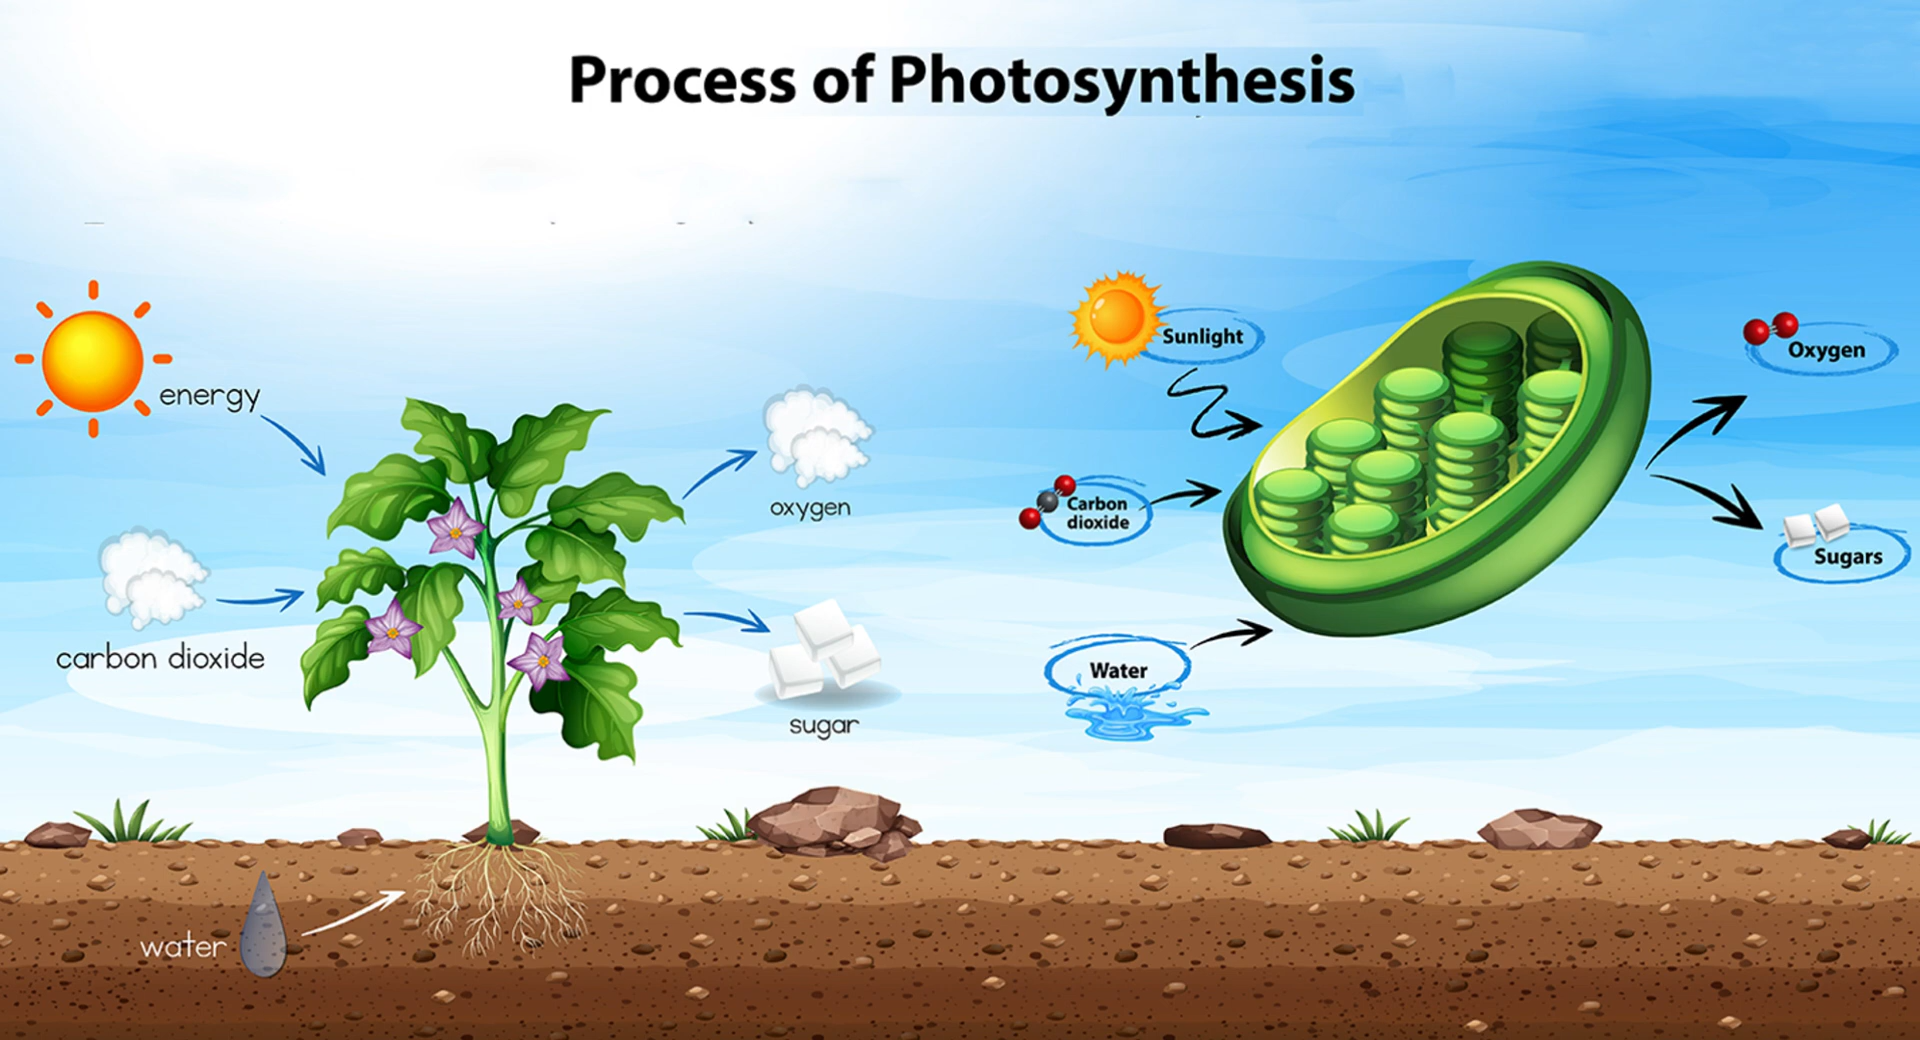 Process of Photosynthesis
energy
carbon dioxide
oxygen
sugar
water
Sunlight
Carbon
dioxide
Water
Oxygen
Sugars